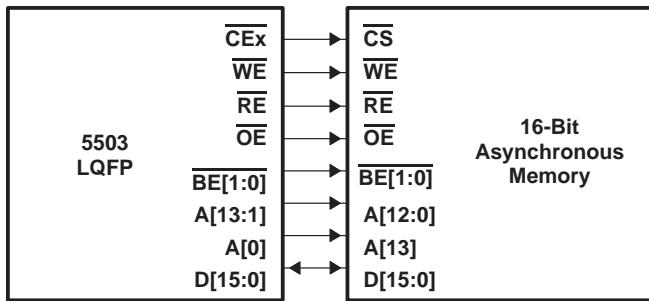 CEx
WE
RE
OE
BE[1:0]
A[13:1]
A[0]
D[15:0]
5503
LQFP
CS
WE
RE
OE
BE[1:0]
A[12:0]
A[13]
D[15:0]
16-Bit
Asynchronous
Memory